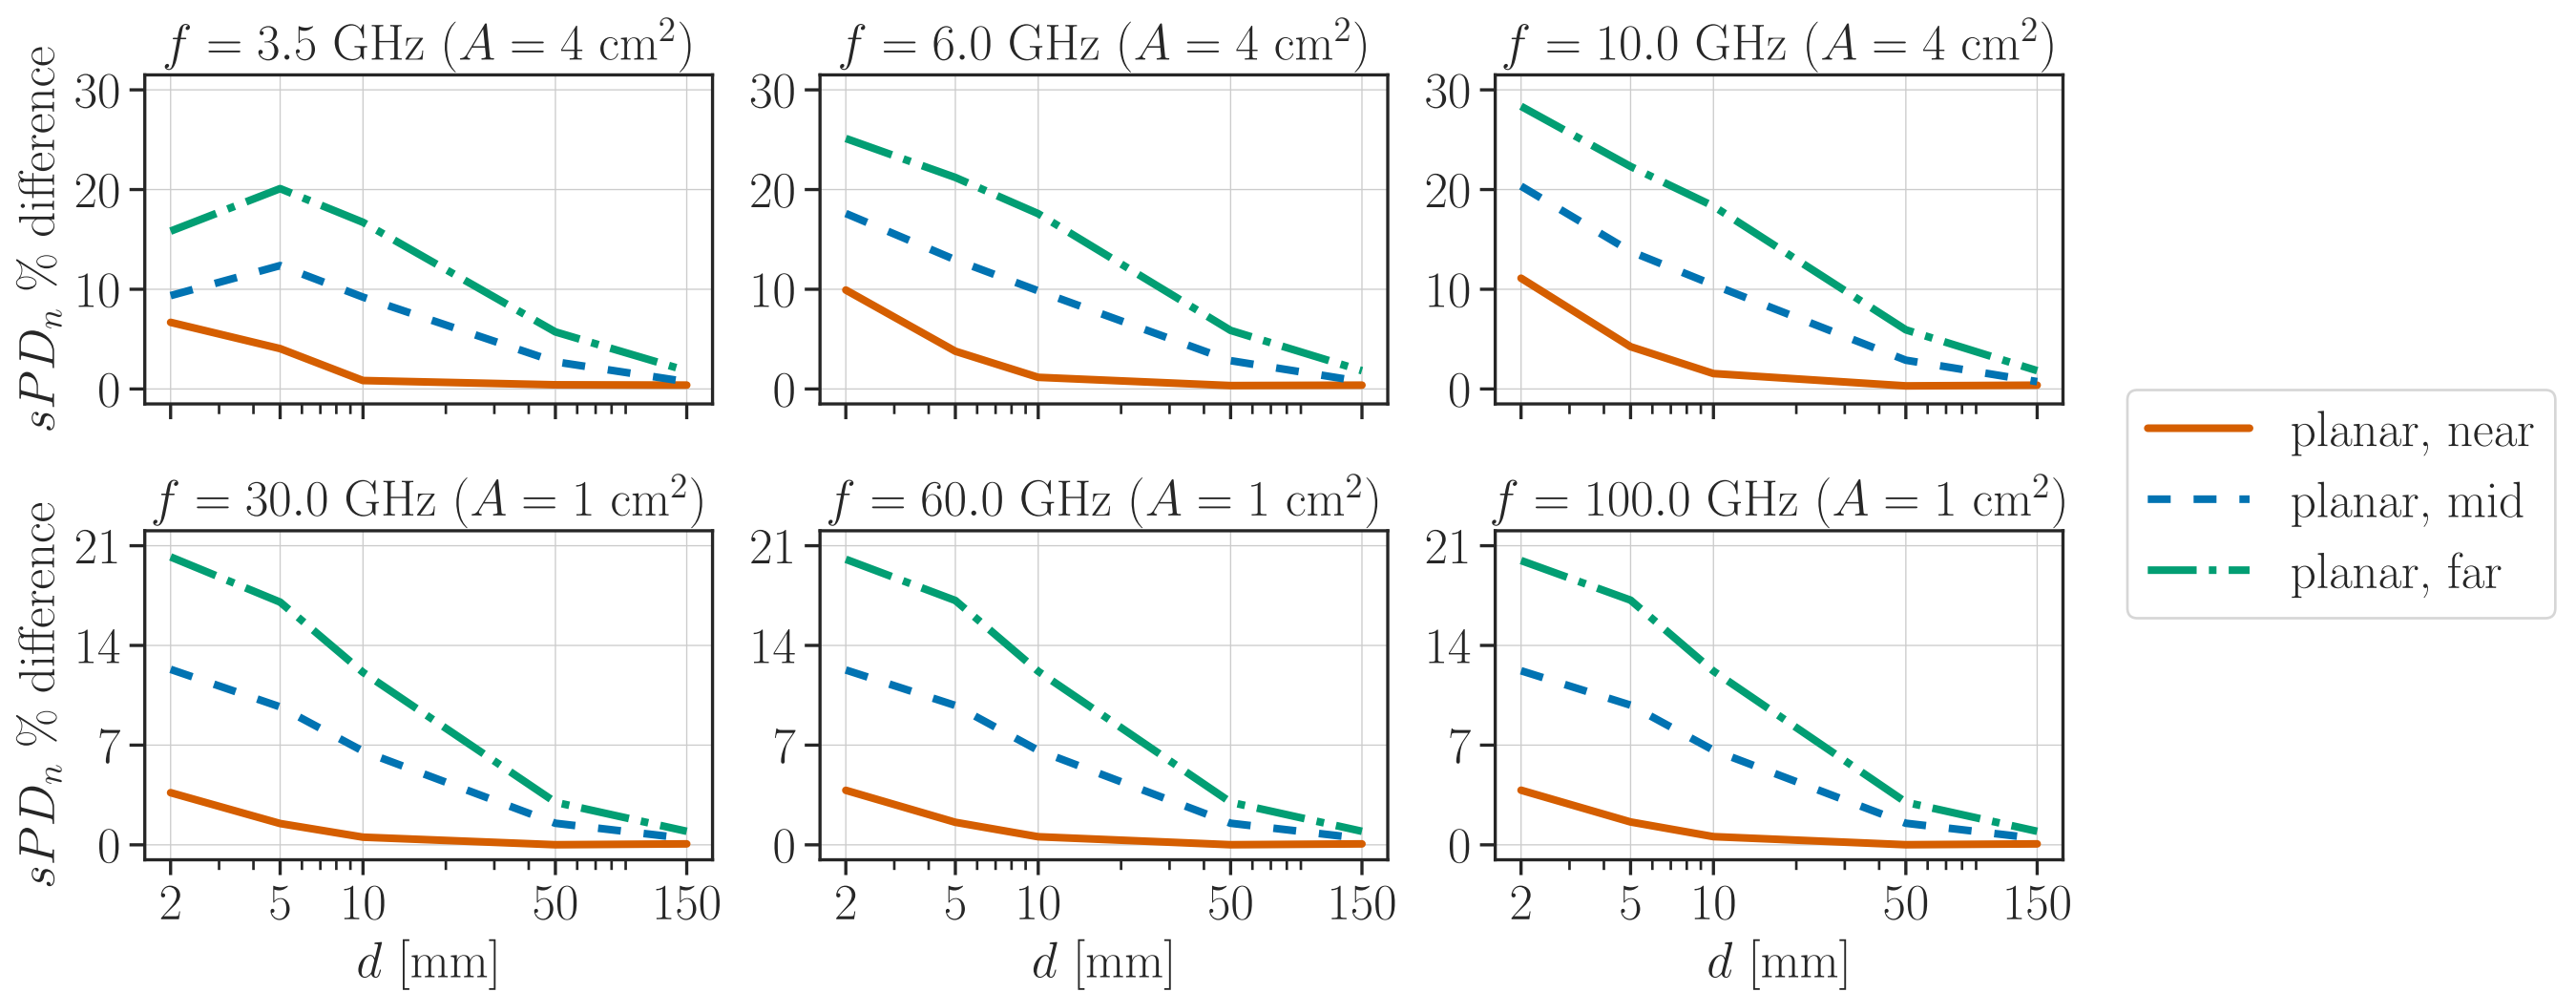 f = 3.5 GHz (A = 4 cm²)
f = 6.0 GHz (A = 4 cm²)
f = 10.0 GHz (A = 4 cm²)
sPDₙ % difference
30
20
10
0
30
20
10
0
30
20
10
0
f = 30.0 GHz (A = 1 cm²)
f = 60.0 GHz (A = 1 cm²)
f = 100.0 GHz (A = 1 cm²)
sPDₙ % difference
21
14
7
0
21
14
7
0
21
14
7
0
2 5 10 50 150
2 5 10 50 150
2 5 10 50 150
d [mm]
d [mm]
d [mm]
planar, near
planar, mid
planar, far